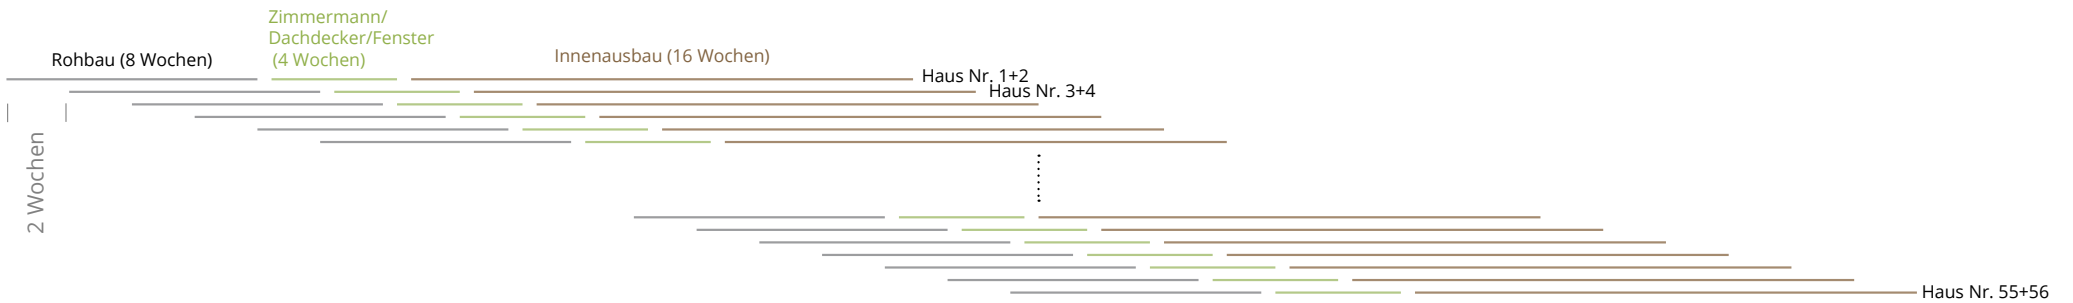 Zimmermann/
Dachdecker/Fenster
(4 Wochen)
Rohbau (8 Wochen)
Innenausbau (16 Wochen)
Haus Nr. 1+2
Haus Nr. 3+4
2 Wochen
Haus Nr. 55+56